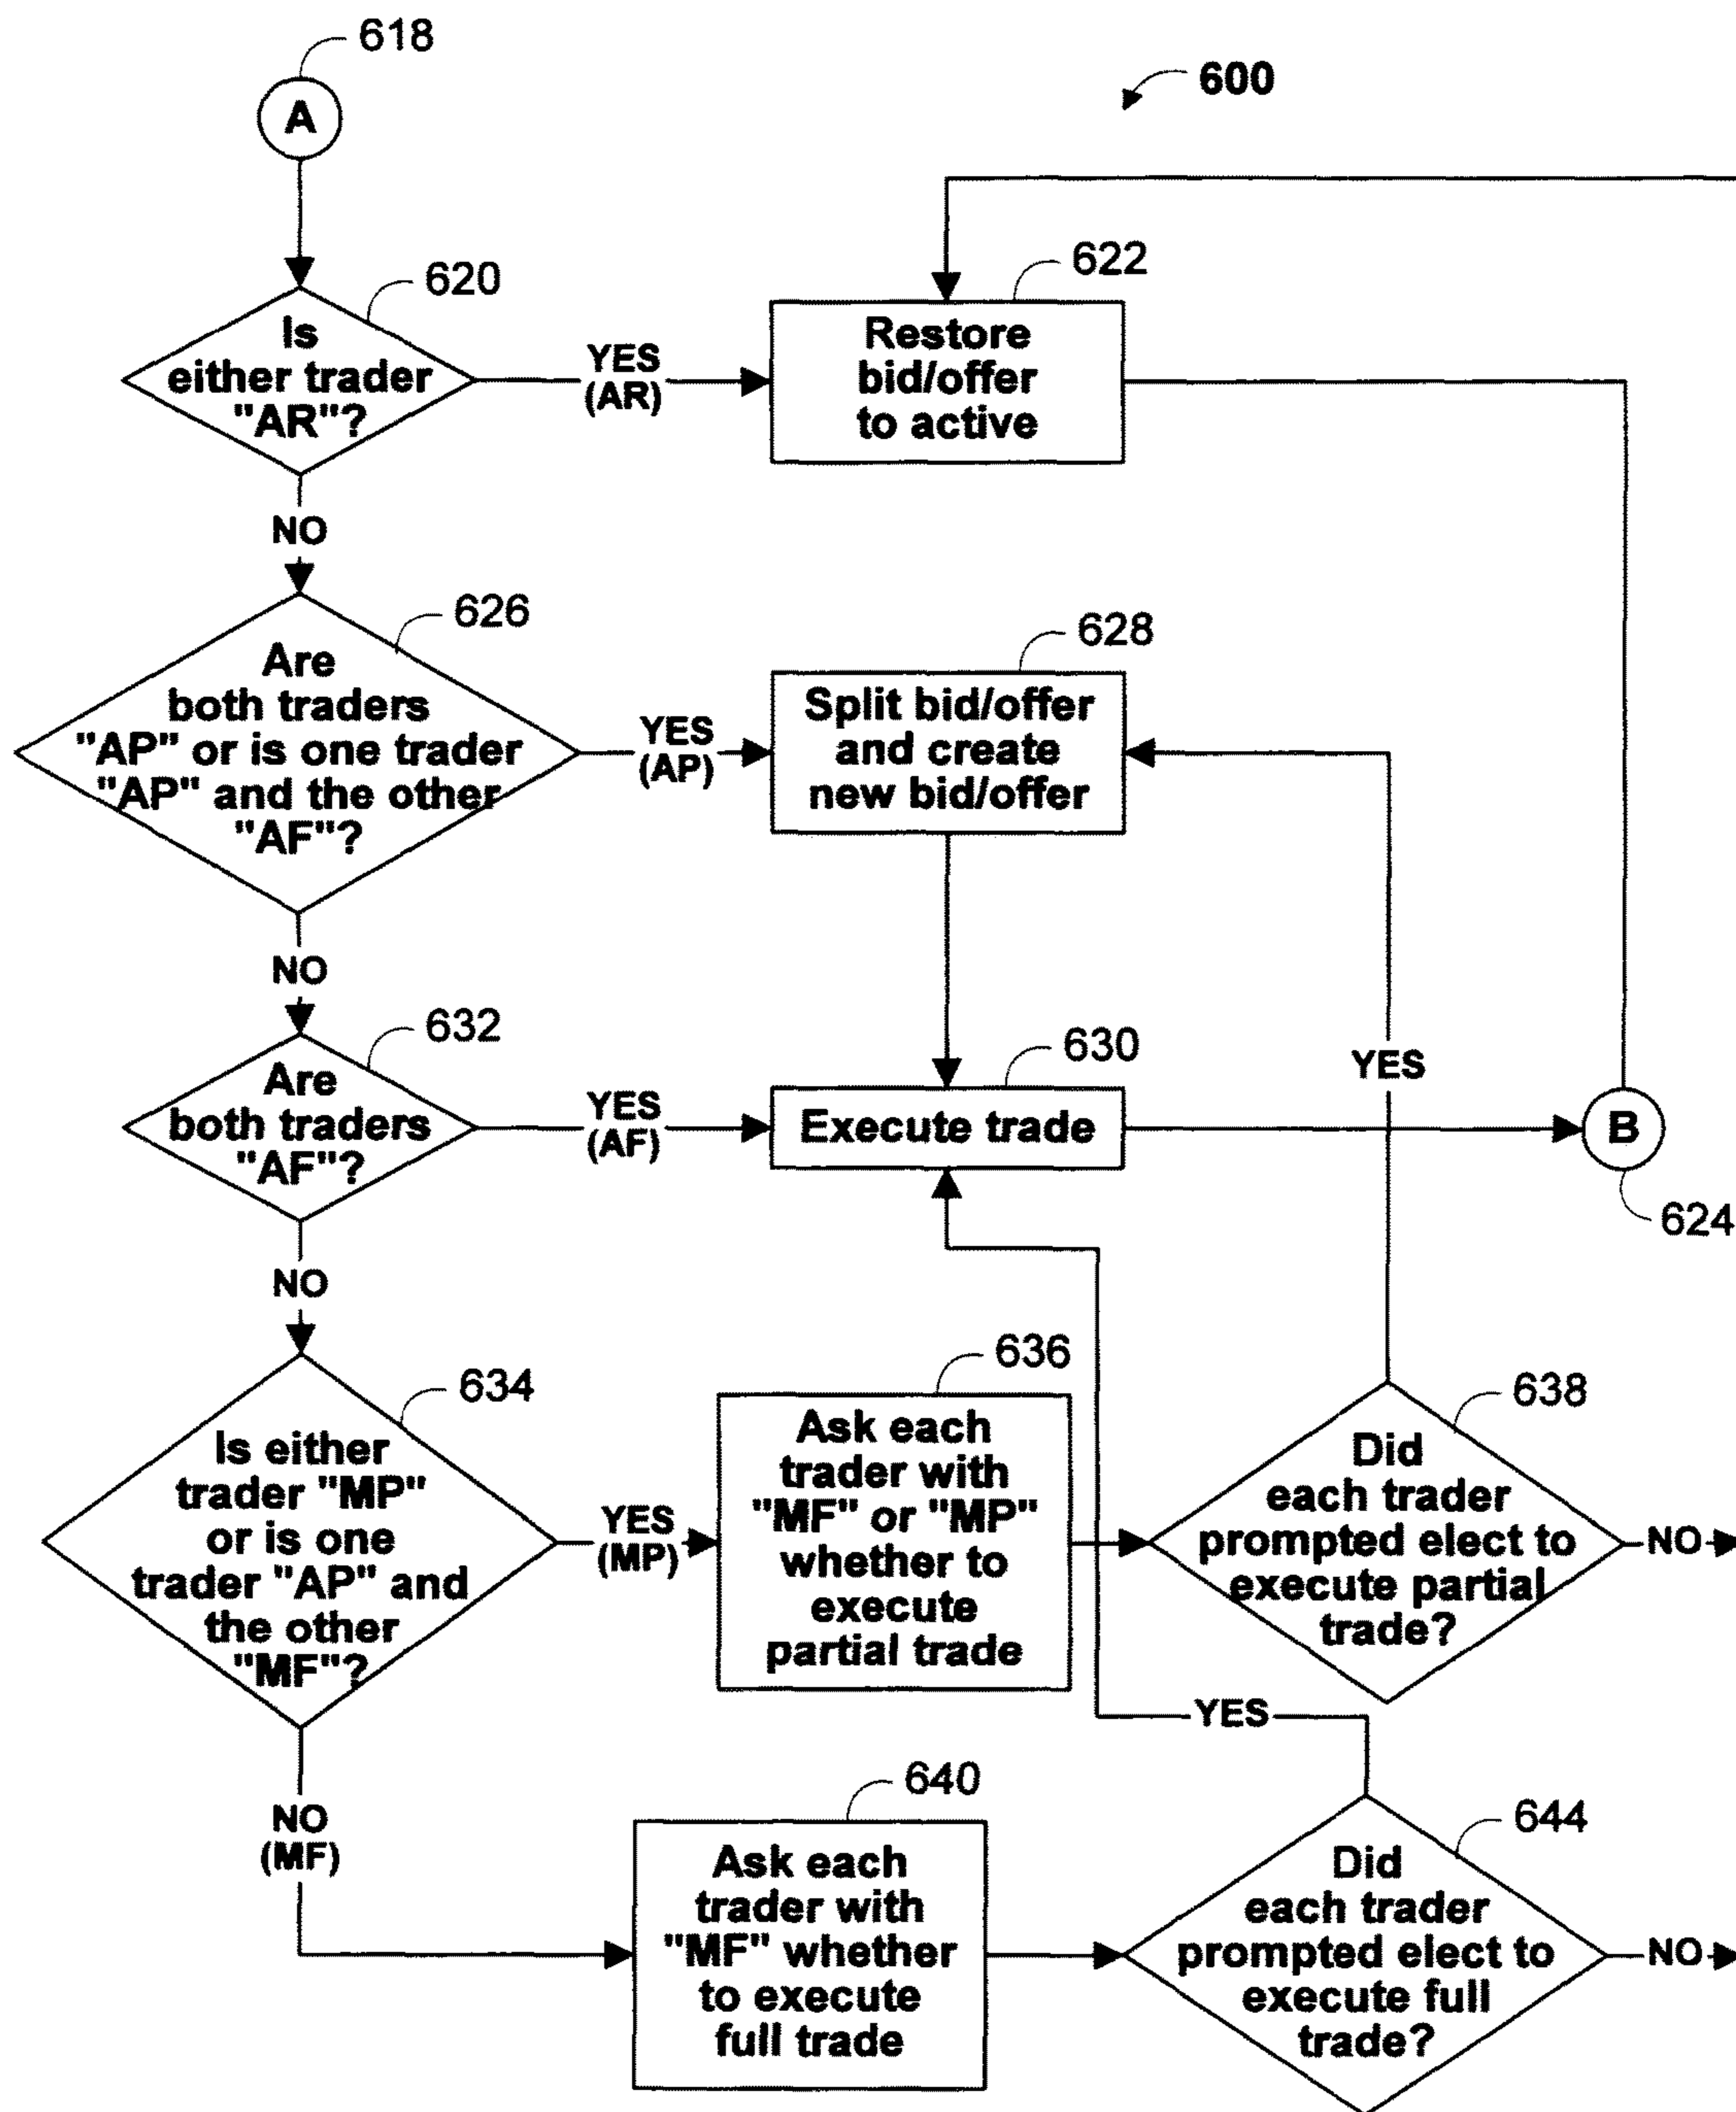 618
A
600
620
Is
either trader
"AR"?
YES
(AR)
622
Restore
bid/offer
to active
NO
626
Are
both traders
"AP" or is one trader
"AP" and the other
"AF"?
YES
(AP)
628
Split bid/offer
and create
new bid/offer
NO
632
Are
both traders
"AF"?
YES
(AF)
630
Execute trade
YES
B
624
NO
634
Is either
trader "MP"
or is one
trader "AP" and
the other
"MF"?
YES
(MP)
636
Ask each
trader with
"MF" or "MP"
whether to
execute
partial trade
638
Did
each trader
prompted elect to
execute partial
trade?
NO
YES
NO
(MF)
640
Ask each
trader with
"MF" whether
to execute
full trade
644
Did
each trader
prompted elect to
execute full
trade?
NO